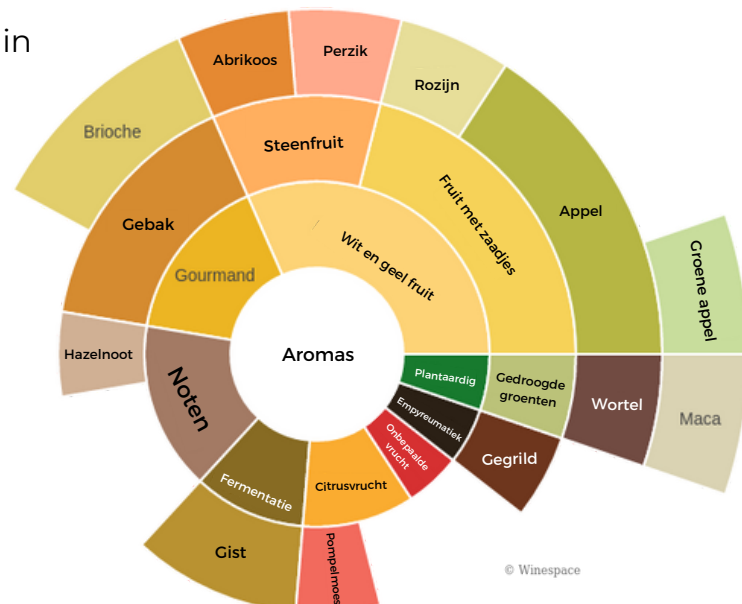 in
Abrikoos
Perzik
Rozijn
Brioche
Steenfruit
Fruit met zaadjes
Appel
Gebak
Gourmand
Wit en geel fruit
Groene appel
Hazelnoot
Aromas
Plantaardig
Gedroogde
groenten
Wortel
Maca
Noten
Empyreumatiek
Onbepaalde
vrucht
Gegrild
Fermentatie
Citrusvrucht
Gist
Pompelmoes
© Winespace